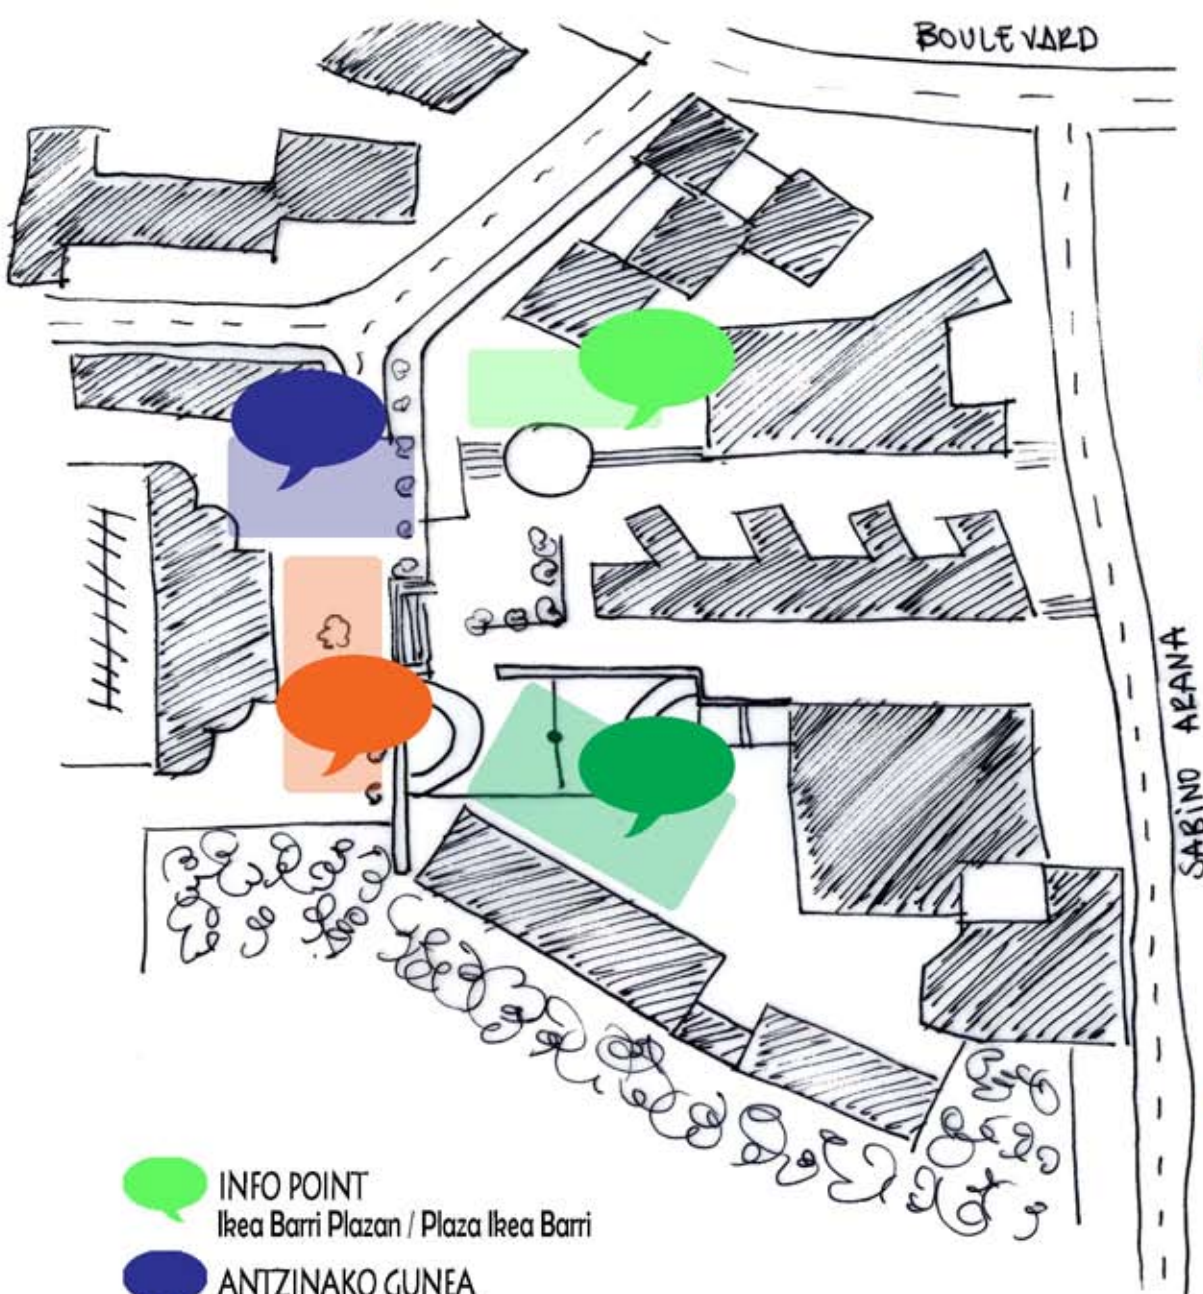 BOULEVARD
SABINO ARANA
INFO POINT
Ikea Barri Plazan / Plaza Ikea Barri
ANTZINAKO GUNEA